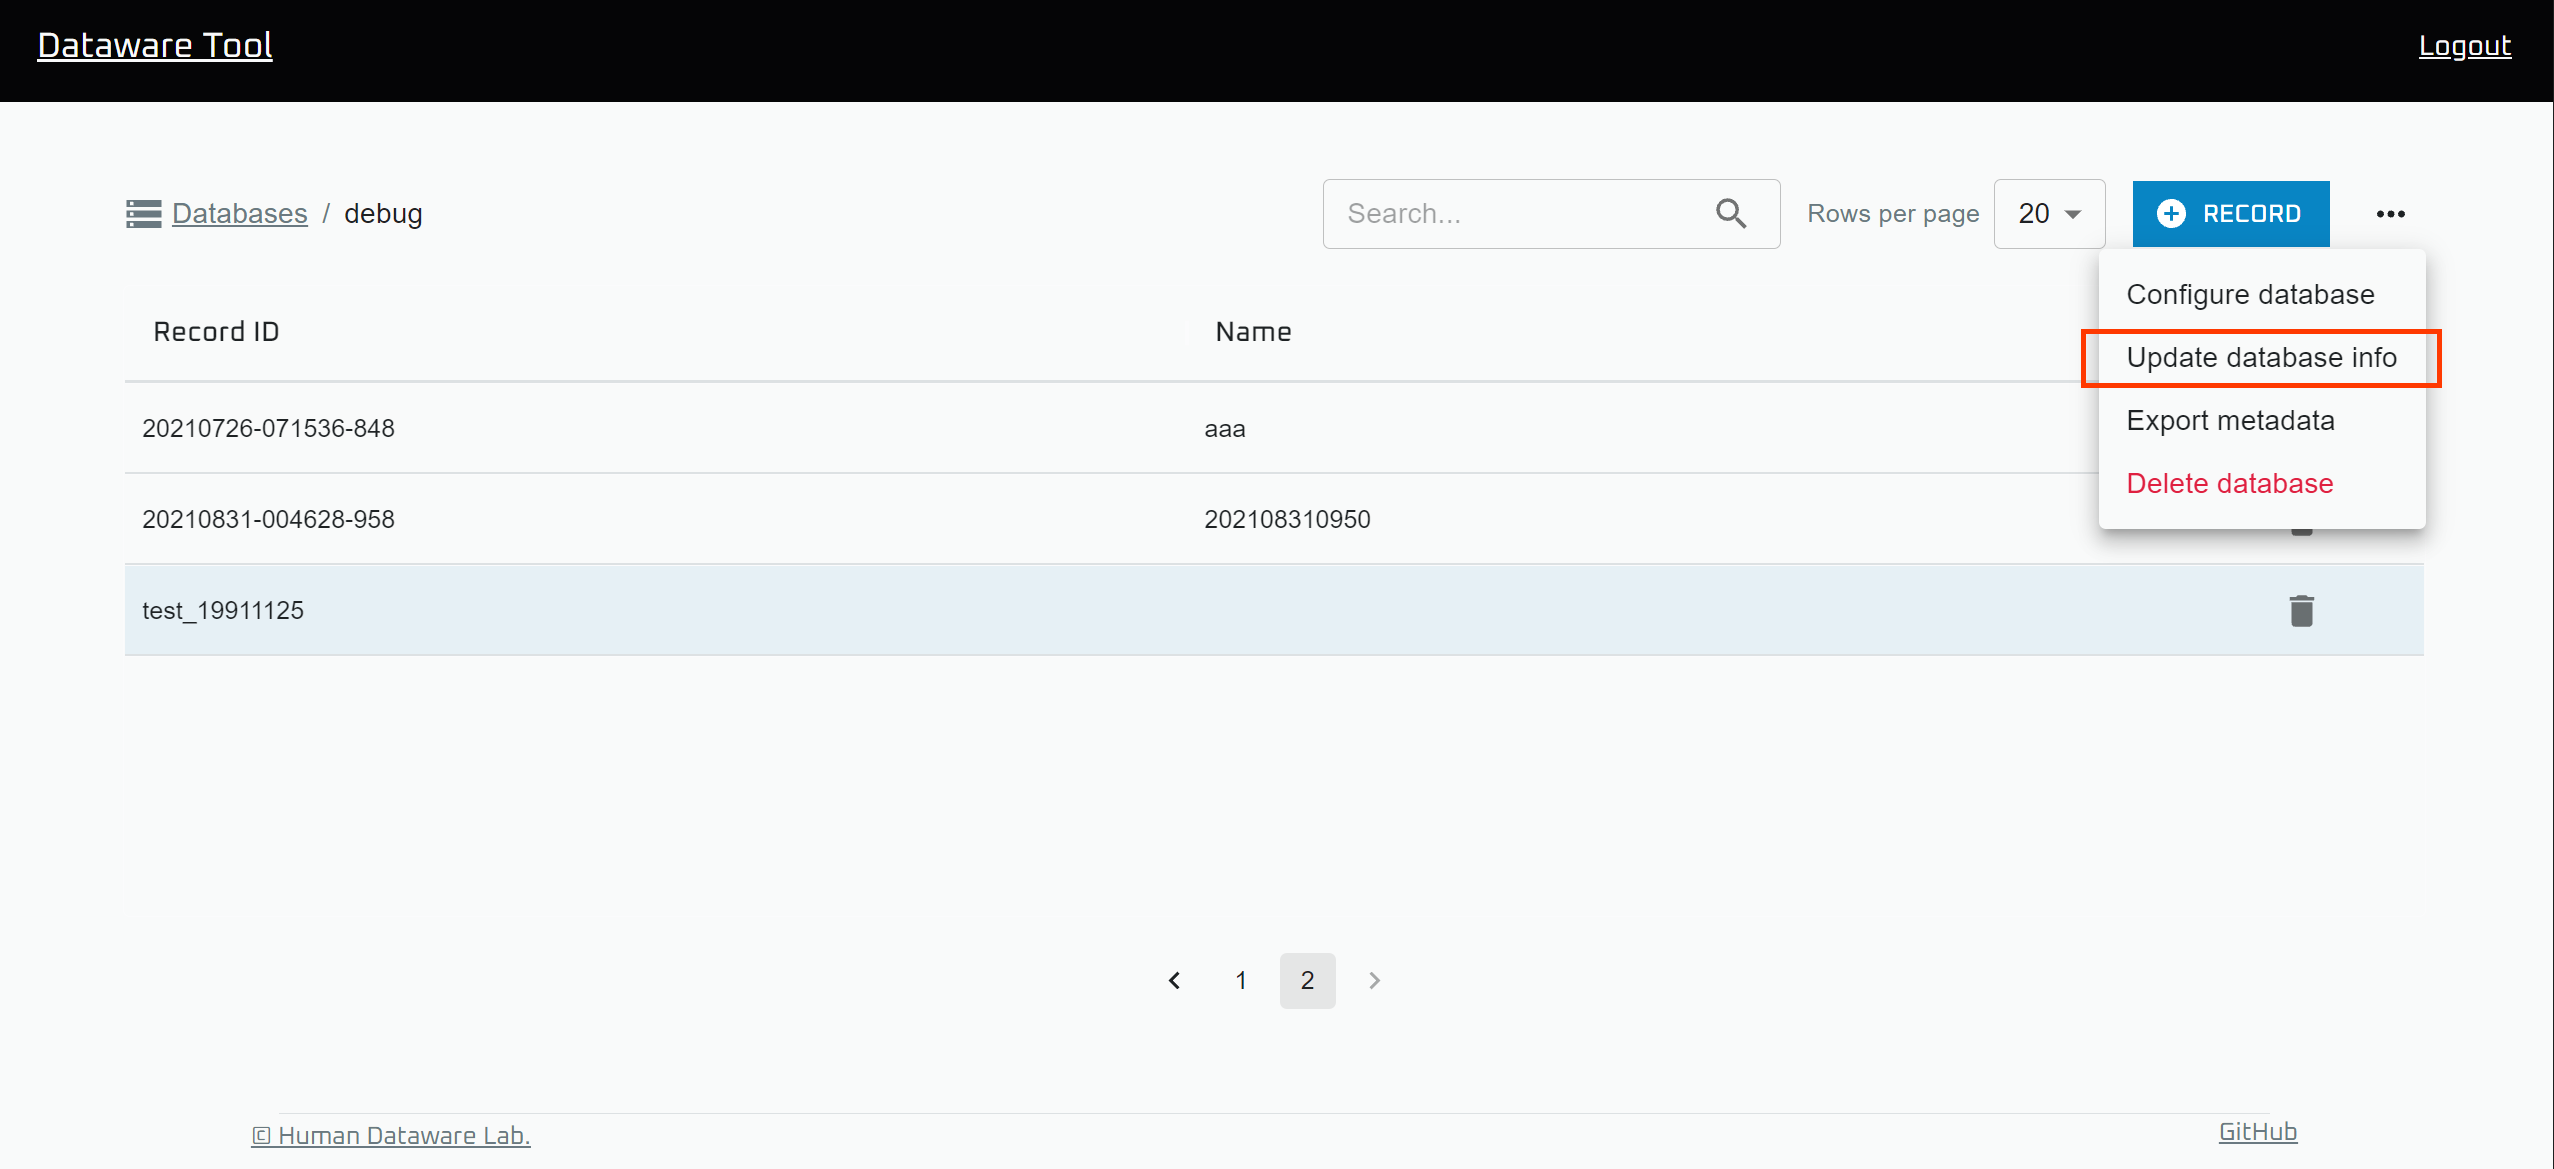 Dataware Tool
Logout
Databases / debug
Search...
Rows per page
20
RECORD
Configure database
Update database info
Export metadata
Delete database
Record ID
Name
20210726-071536-848
aaa
20210831-004628-958
202108310950
test_19911125
1
2
© Human Dataware Lab.
GitHub